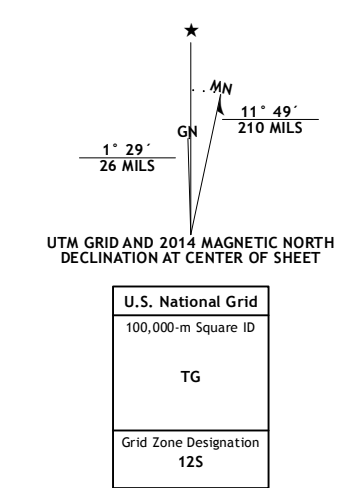 ★
MN
GN
11° 49´
210 MILS
1° 29´
26 MILS
UTM GRID AND 2014 MAGNETIC NORTH
DECLINATION AT CENTER OF SHEET
U.S. National Grid
100,000-m Square ID
TG
Grid Zone Designation
12S